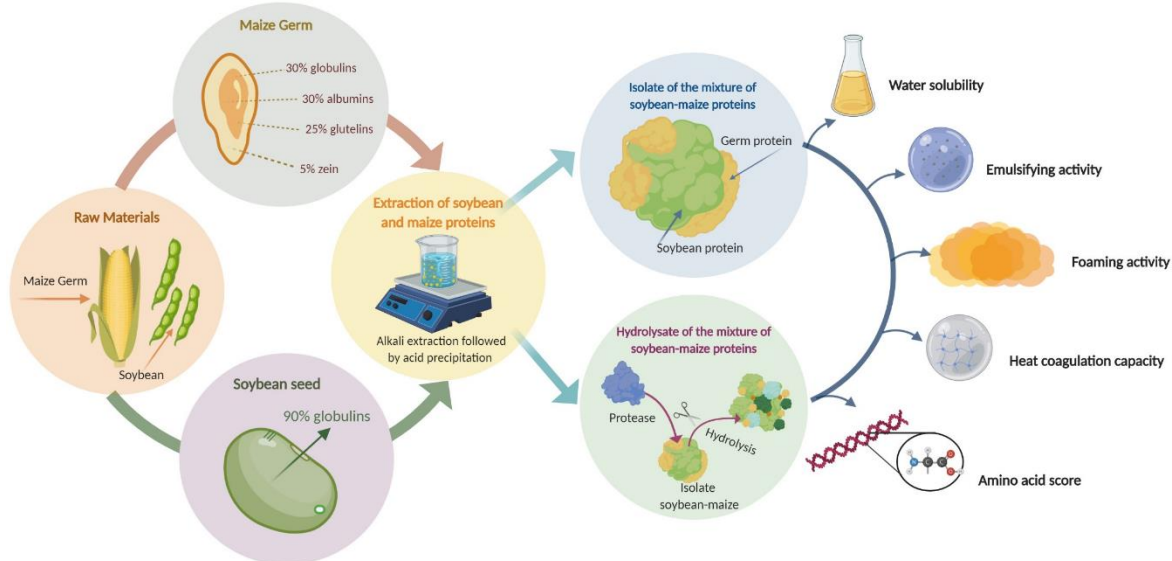 Maize Germ
30% globulins
30% albumins
25% glutelins
5% zein
Raw Materials
Maize Germ
Soybean
Soybean seed
90% globulins
Extraction of soybean
and maize proteins
Alkali extraction followed
by acid precipitation
Isolate of the mixture of
soybean-maize proteins
Germ protein
Soybean protein
Hydrolysate of the mixture of
soybean-maize proteins
Protease
Hydrolysis
Isolate
soybean-maize
Water solubility
Emulsifying activity
Foaming activity
Heat coagulation capacity
Amino acid score